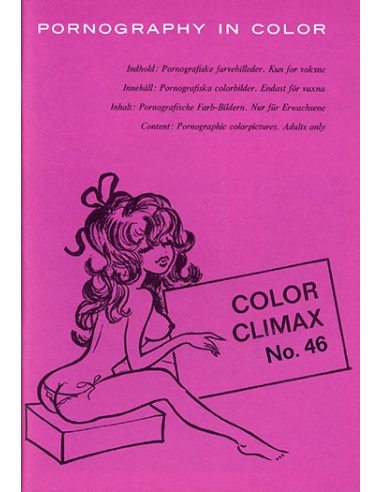 PORNOGRAPHY IN COLOR
Indhold: Pornografiske farvebilleder. Kun for voksne
Innehåll: Pornografiska colorbilder. Endast för vuxna
Inhalt: Pornografische Farb-Bildern. Nur für Erwachsene
Content: Pornographic colorpictures. Adults only
COLOR
CLIMAX
No. 46